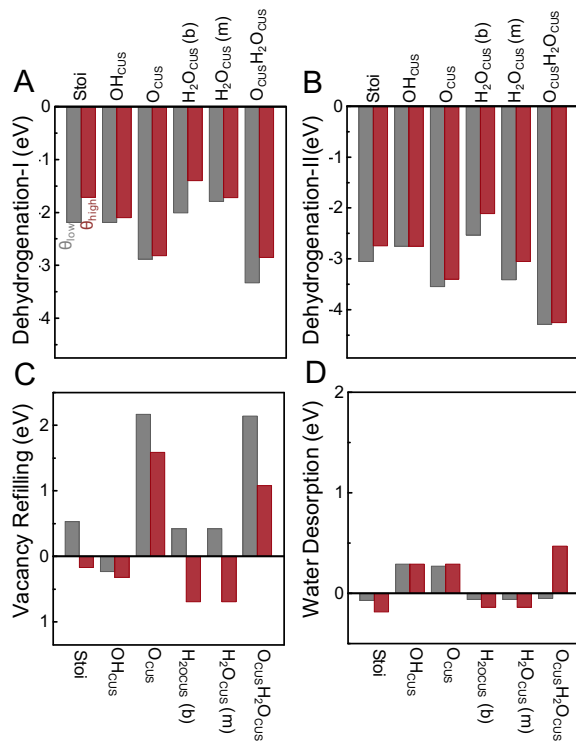 A
Stoi
OHCUS
OCUS
H2OCUS (b)
H2OCUS (m)
OCUSH2OCUS
Dehydrogenation-I (eV)
0
-1
-2
-3
-4
θlow
θhigh
B
Stoi
OHCUS
OCUS
H2OCUS (b)
H2OCUS (m)
OCUSH2OCUS
Dehydrogenation-II(eV)
0
-1
-2
-3
-4
C
Vacancy Refilling (eV)
2
1
0
1
Stoi
OHCUS
OCUS
H2OCUS (b)
H2OCUS (m)
OCUSH2OCUS
D
Water Desorption (eV)
2
1
0
Stoi
OHCUS
OCUS
H2OCUS (b)
H2OCUS (m)
OCUSH2OCUS